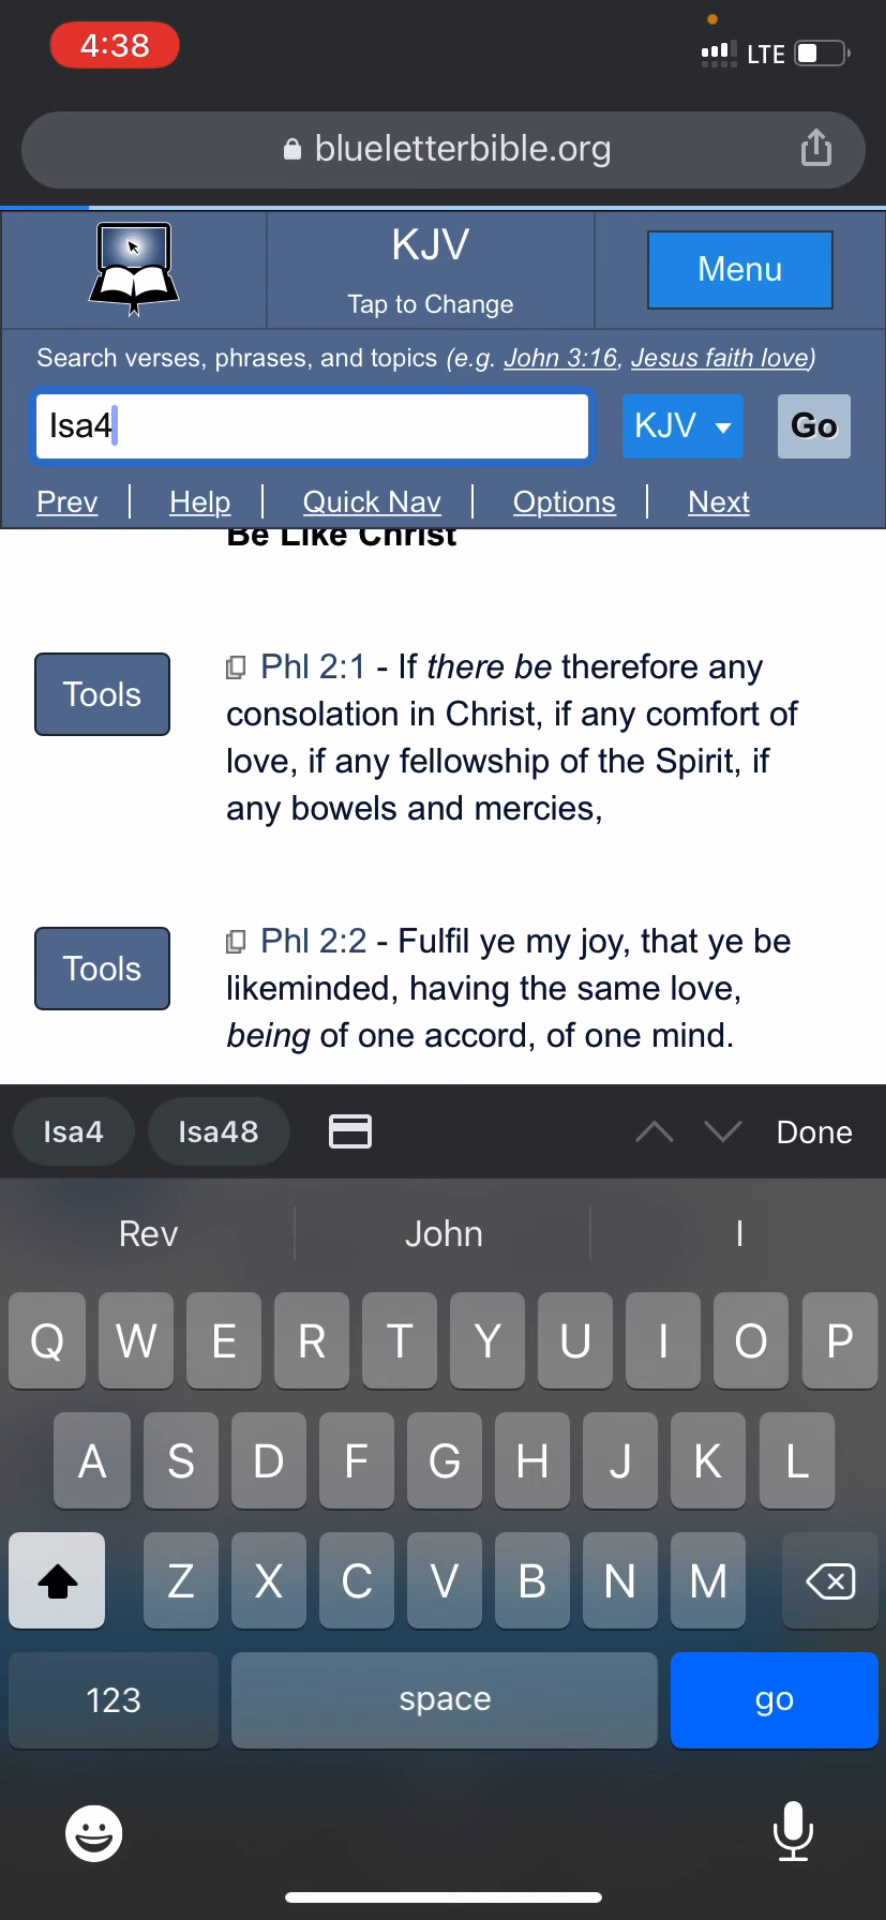 4:38
LTE
blueletterbible.org
KJV
Tap to Change
Menu
Search verses, phrases, and topics (e.g. John 3:16, Jesus faith love)
Isa4
KJV
Go
Prev | Help | Quick Nav | Options | Next
Be Like Christ
Tools
Phl 2:1 - If there be therefore any
consolation in Christ, if any comfort of
love, if any fellowship of the Spirit, if
any bowels and mercies,
Tools
Phl 2:2 - Fulfil ye my joy, that ye be
likeminded, having the same love,
being of one accord, of one mind.
Isa4 Isa48 Done
Rev John I
Q W E R T Y U I O P
A S D F G H J K L
Z X C V B N M
123 space go